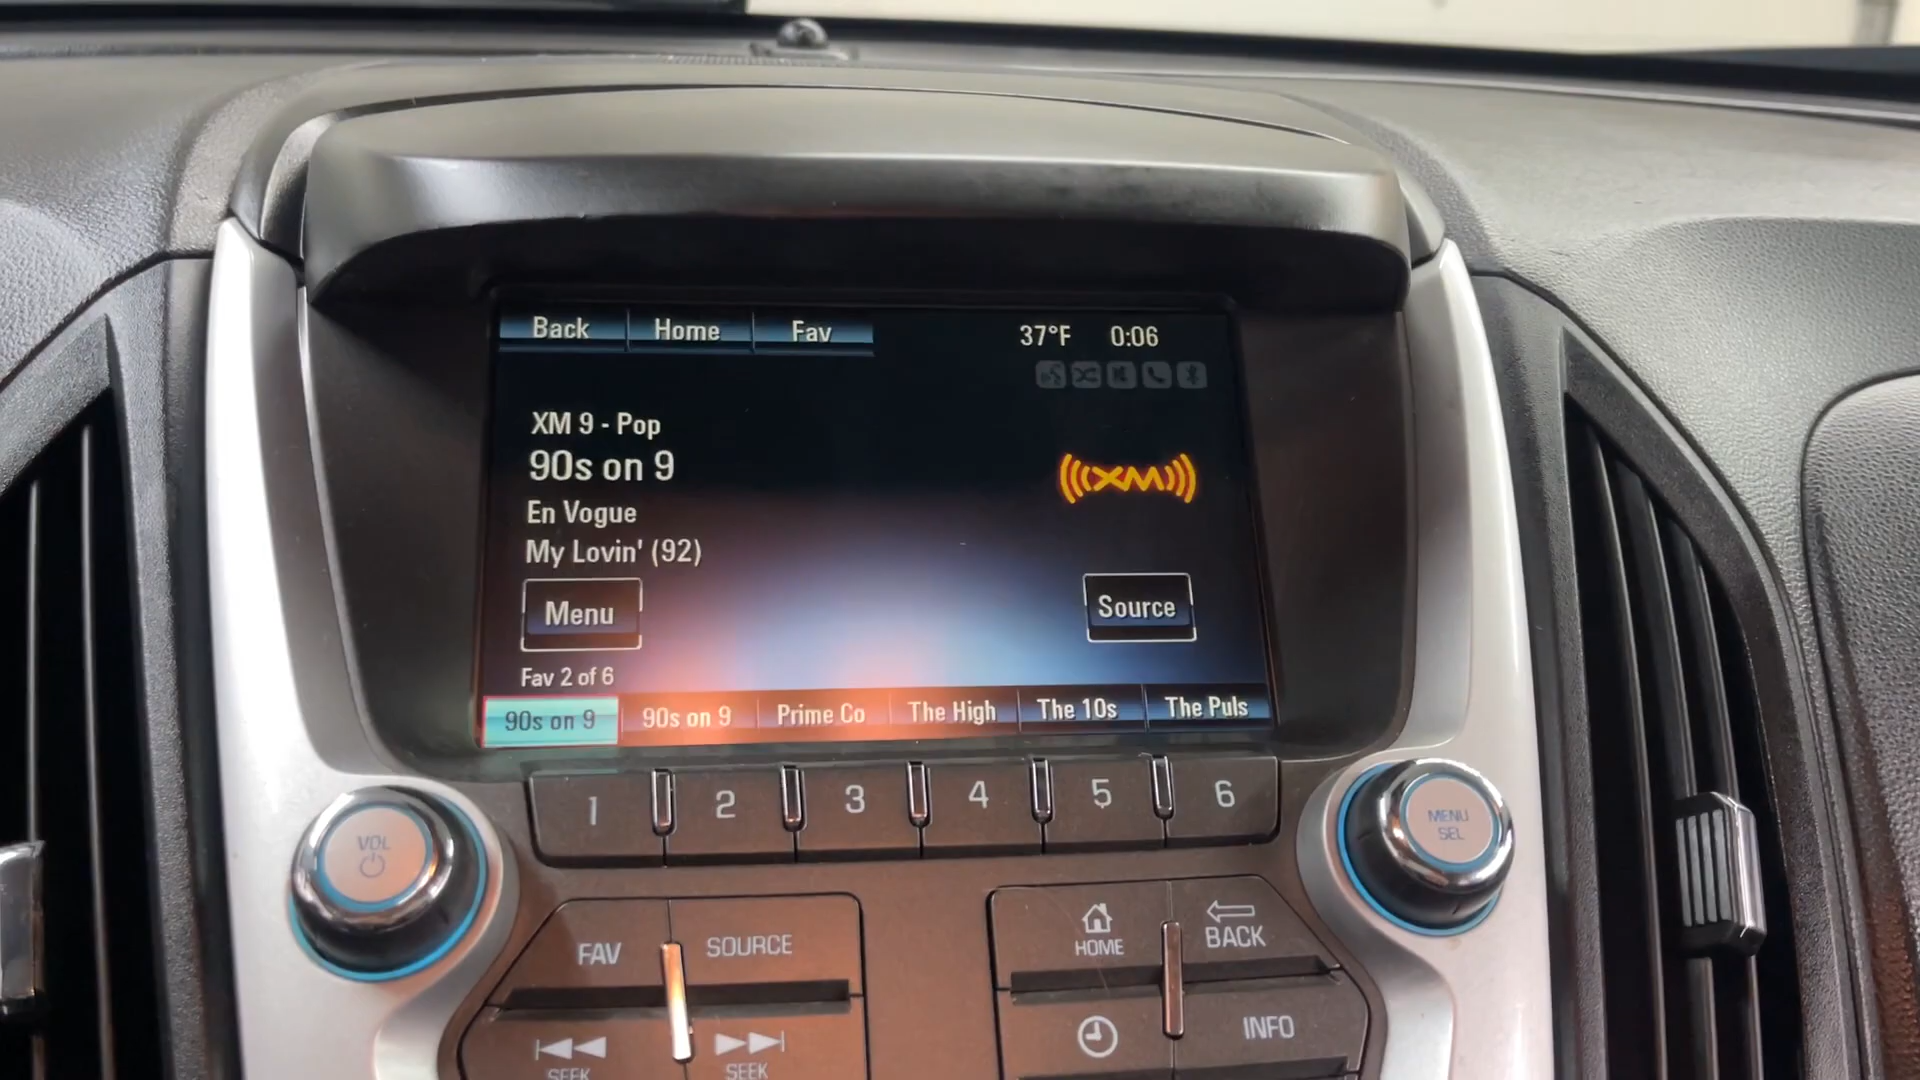 Back Home Fav 37°F 0:06
XM 9 - Pop
90s on 9
((XM))
En Vogue
My Lovin' (92)
Menu Source
Fav 2 of 6
90s on 9 90s on 9 Prime Co The High The 10s The Puls
1 2 3 4 5 6
VOL
MENU
SEL
FAV SOURCE
HOME BACK
INFO
SEEK SEEK